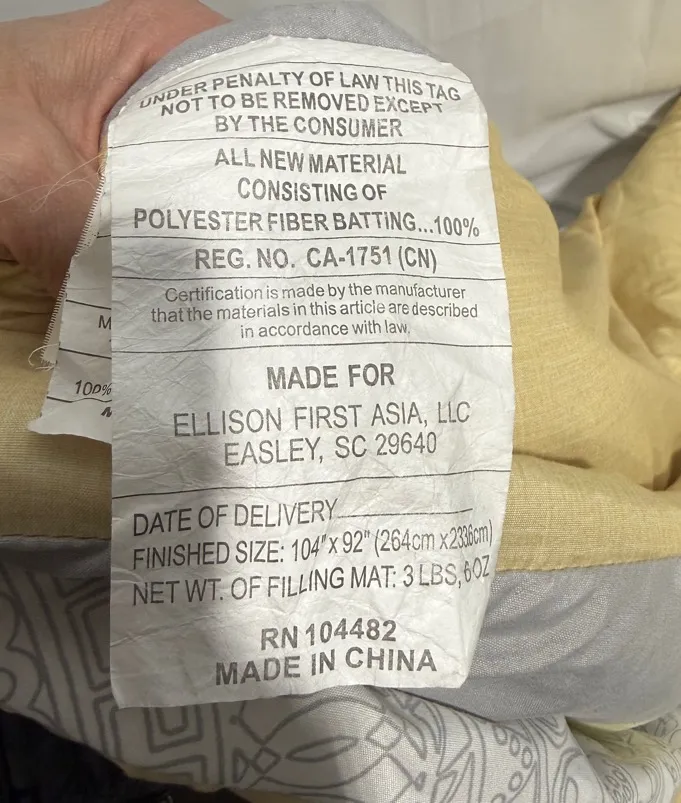 UNDER PENALTY OF LAW THIS TAG
NOT TO BE REMOVED EXCEPT
BY THE CONSUMER
ALL NEW MATERIAL
CONSISTING OF
POLYESTER FIBER BATTING...100%
REG. NO. CA-1751 (CN)
Certification is made by the manufacturer
that the materials in this article are described
in accordance with law.
MADE FOR
ELLISON FIRST ASIA, LLC
EASLEY, SC 29640
DATE OF DELIVERY
FINISHED SIZE: 104" x 92" (264cm x 233.6cm)
NET WT. OF FILLING MAT: 3 LBS, 6 OZ
RN 104482
MADE IN CHINA
M
100%